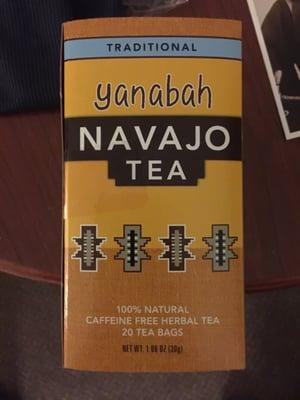 TRADITIONAL
yanabah
NAVAJO
TEA
100% NATURAL
CAFFEINE FREE HERBAL TEA
20 TEA BAGS
NET WT. 1.06 OZ (30g)